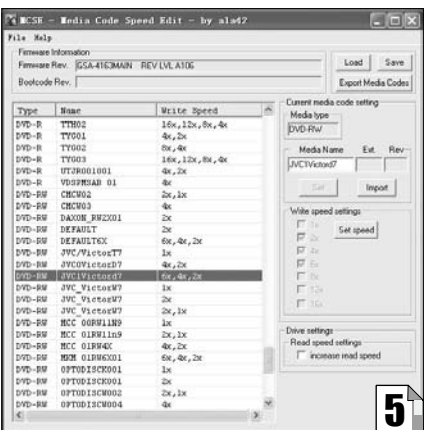 MCSE - Media Code Speed Edit - by ala42
File Help
Firmware Information
Firmware Rev. GSA-4163MAIN REV LVL A106
Bootcode Rev.
Load Save
Export Media Codes
Type Name Write Speed
DVD-R TTH02 16x,12x,8x,4x
DVD-R TYG01 4x,2x
DVD-R TYG02 8x,4x
DVD-R TYG03 16x,12x,8x,4x
DVD-R UTJR001001 4x,2x
DVD-R VDSPMSAB 01 4x
DVD-RW CMCW02 2x,1x
DVD-RW CMCW03 4x
DVD-RW DAXON_RW2X01 2x
DVD-RW DEFAULT 2x
DVD-RW DEFAULT6X 6x,4x,2x
DVD-RW JVC/VictorT7 1x
DVD-RW JVC0VictorD7 4x,2x
DVD-RW JVC1Victord7 6x,4x,2x
DVD-RW JVC_VictorW7 1x
DVD-RW JVC_VictorW7 2x
DVD-RW JVC_VictorW7 2x,1x
DVD-RW MCC 00RW11N9 1x
DVD-RW MCC 01RW11n9 2x,1x
DVD-RW MCC 01RW4X 4x,2x
DVD-RW MKM 01RW6X01 6x,4x,2x
DVD-RW OPTODISCK001 1x
DVD-RW OPTODISCK001 2x
DVD-RW OPTODISCW002 2x,1x
DVD-RW OPTODISCW004 4x
Current media code setting
Media type
DVD-RW
Media Name Ext. Rev
JVC1Victord7
Set Import
Write speed settings
1x
2x Set speed
4x
6x
8x
12x
16x
Drive settings
Read speed settings
increase read speed
5